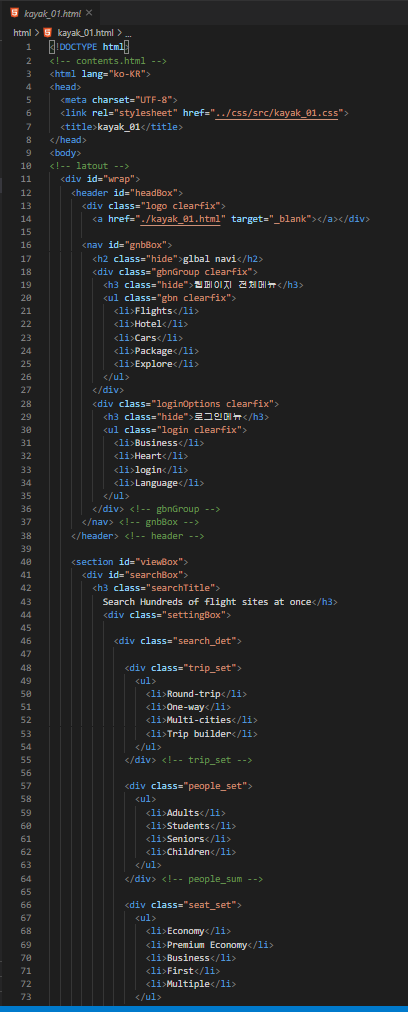 kayak_01.html
html > kayak_01.html > ...
1 <!DOCTYPE html>
2 <!-- contents.html -->
3 <html lang="ko-KR">
4 <head>
5 <meta charset="UTF-8">
6 <link rel="stylesheet" href="../css/src/kayak_01.css">
7 <title>kayak_01</title>
8 </head>
9 <body>
10 <!-- latout -->
11 <div id="wrap">
12 <header id="headBox">
13 <div class="logo clearfix">
14 <a href="./kayak_01.html" target="_blank"></a></div>
15
16 <nav id="gnbBox">
17 <h2 class="hide">glbal navi</h2>
18 <div class="gbnGroup clearfix">
19 <h3 class="hide">웹페이지 전체메뉴</h3>
20 <ul class="gbn clearfix">
21 <li>Flights</li>
22 <li>Hotel</li>
23 <li>Cars</li>
24 <li>Package</li>
25 <li>Explore</li>
26 </ul>
27 </div>
28 <div class="loginOptions clearfix">
29 <h3 class="hide">로그인메뉴</h3>
30 <ul class="login clearfix">
31 <li>Business</li>
32 <li>Heart</li>
33 <li>login</li>
34 <li>Language</li>
35 </ul>
36 </div> <!-- gbnGroup -->
37 </nav> <!-- gnbBox -->
38 </header> <!-- header -->
39
40 <section id="viewBox">
41 <div id="searchBox">
42 <h3 class="searchTitle">
43 Search Hundreds of flight sites at once</h3>
44 <div class="settingBox">
45
46 <div class="search_det">
47
48 <div class="trip_set">
49 <ul>
50 <li>Round-trip</li>
51 <li>One-way</li>
52 <li>Multi-cities</li>
53 <li>Trip builder</li>
54 </ul>
55 </div> <!-- trip_set -->
56
57 <div class="people_set">
58 <ul>
59 <li>Adults</li>
60 <li>Students</li>
61 <li>Seniors</li>
62 <li>Children</li>
63 </ul>
64 </div> <!-- people_sum -->
65
66 <div class="seat_set">
67 <ul>
68 <li>Economy</li>
69 <li>Premium Economy</li>
70 <li>Business</li>
71 <li>First</li>
72 <li>Multiple</li>
73 </ul>